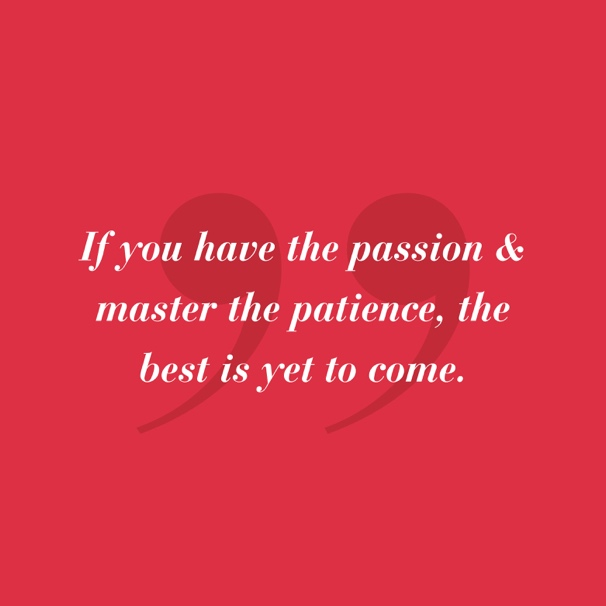 If you have the passion &
master the patience, the
best is yet to come.